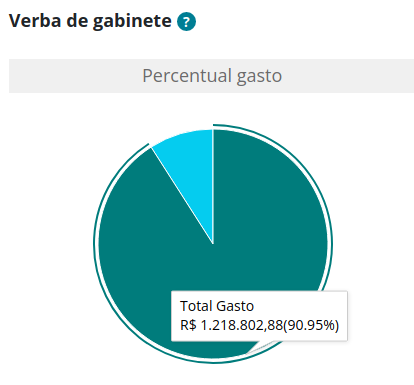 Verba de gabinete ?
Percentual gasto
Total Gasto
R$ 1.218.802,88(90.95%)